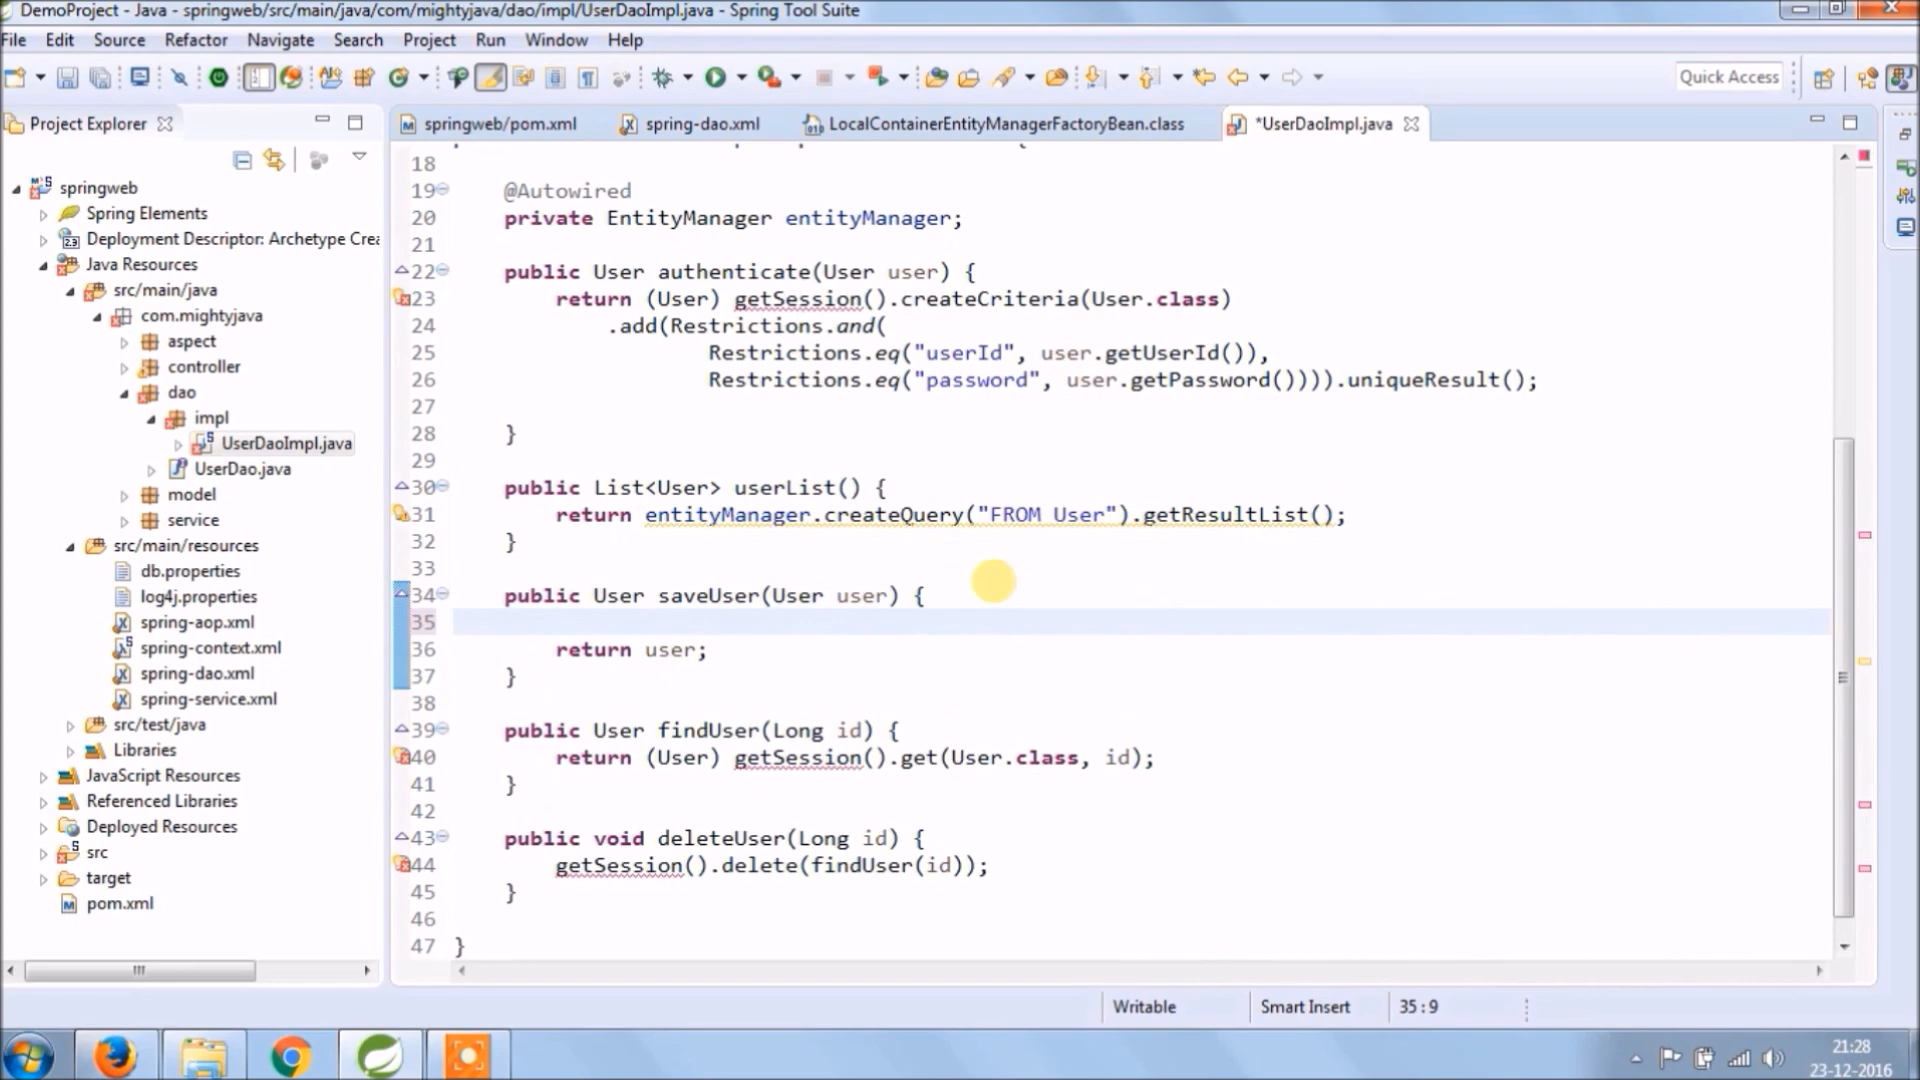 DemoProject - Java - springweb/src/main/java/com/mightyjava/dao/impl/UserDaoImpl.java - Spring Tool Suite
File Edit Source Refactor Navigate Search Project Run Window Help
Quick Access
Project Explorer
springweb/pom.xml spring-dao.xml LocalContainerEntityManagerFactoryBean.class *UserDaoImpl.java
springweb
Spring Elements
Deployment Descriptor: Archetype Crea
Java Resources
src/main/java
com.mightyjava
aspect
controller
dao
impl
UserDaoImpl.java
UserDao.java
model
service
src/main/resources
db.properties
log4j.properties
spring-aop.xml
spring-context.xml
spring-dao.xml
spring-service.xml
src/test/java
Libraries
JavaScript Resources
Referenced Libraries
Deployed Resources
src
target
pom.xml
18
19 @Autowired
20 private EntityManager entityManager;
21
22 public User authenticate(User user) {
23 return (User) getSession().createCriteria(User.class)
24 .add(Restrictions.and(
25 Restrictions.eq("userId", user.getUserId()),
26 Restrictions.eq("password", user.getPassword()))).uniqueResult();
27
28 }
29
30 public List<User> userList() {
31 return entityManager.createQuery("FROM User").getResultList();
32 }
33
34 public User saveUser(User user) {
35
36 return user;
37 }
38
39 public User findUser(Long id) {
40 return (User) getSession().get(User.class, id);
41 }
42
43 public void deleteUser(Long id) {
44 getSession().delete(findUser(id));
45 }
46
47 }
Writable Smart Insert 35 : 9
21:28
23-12-2016